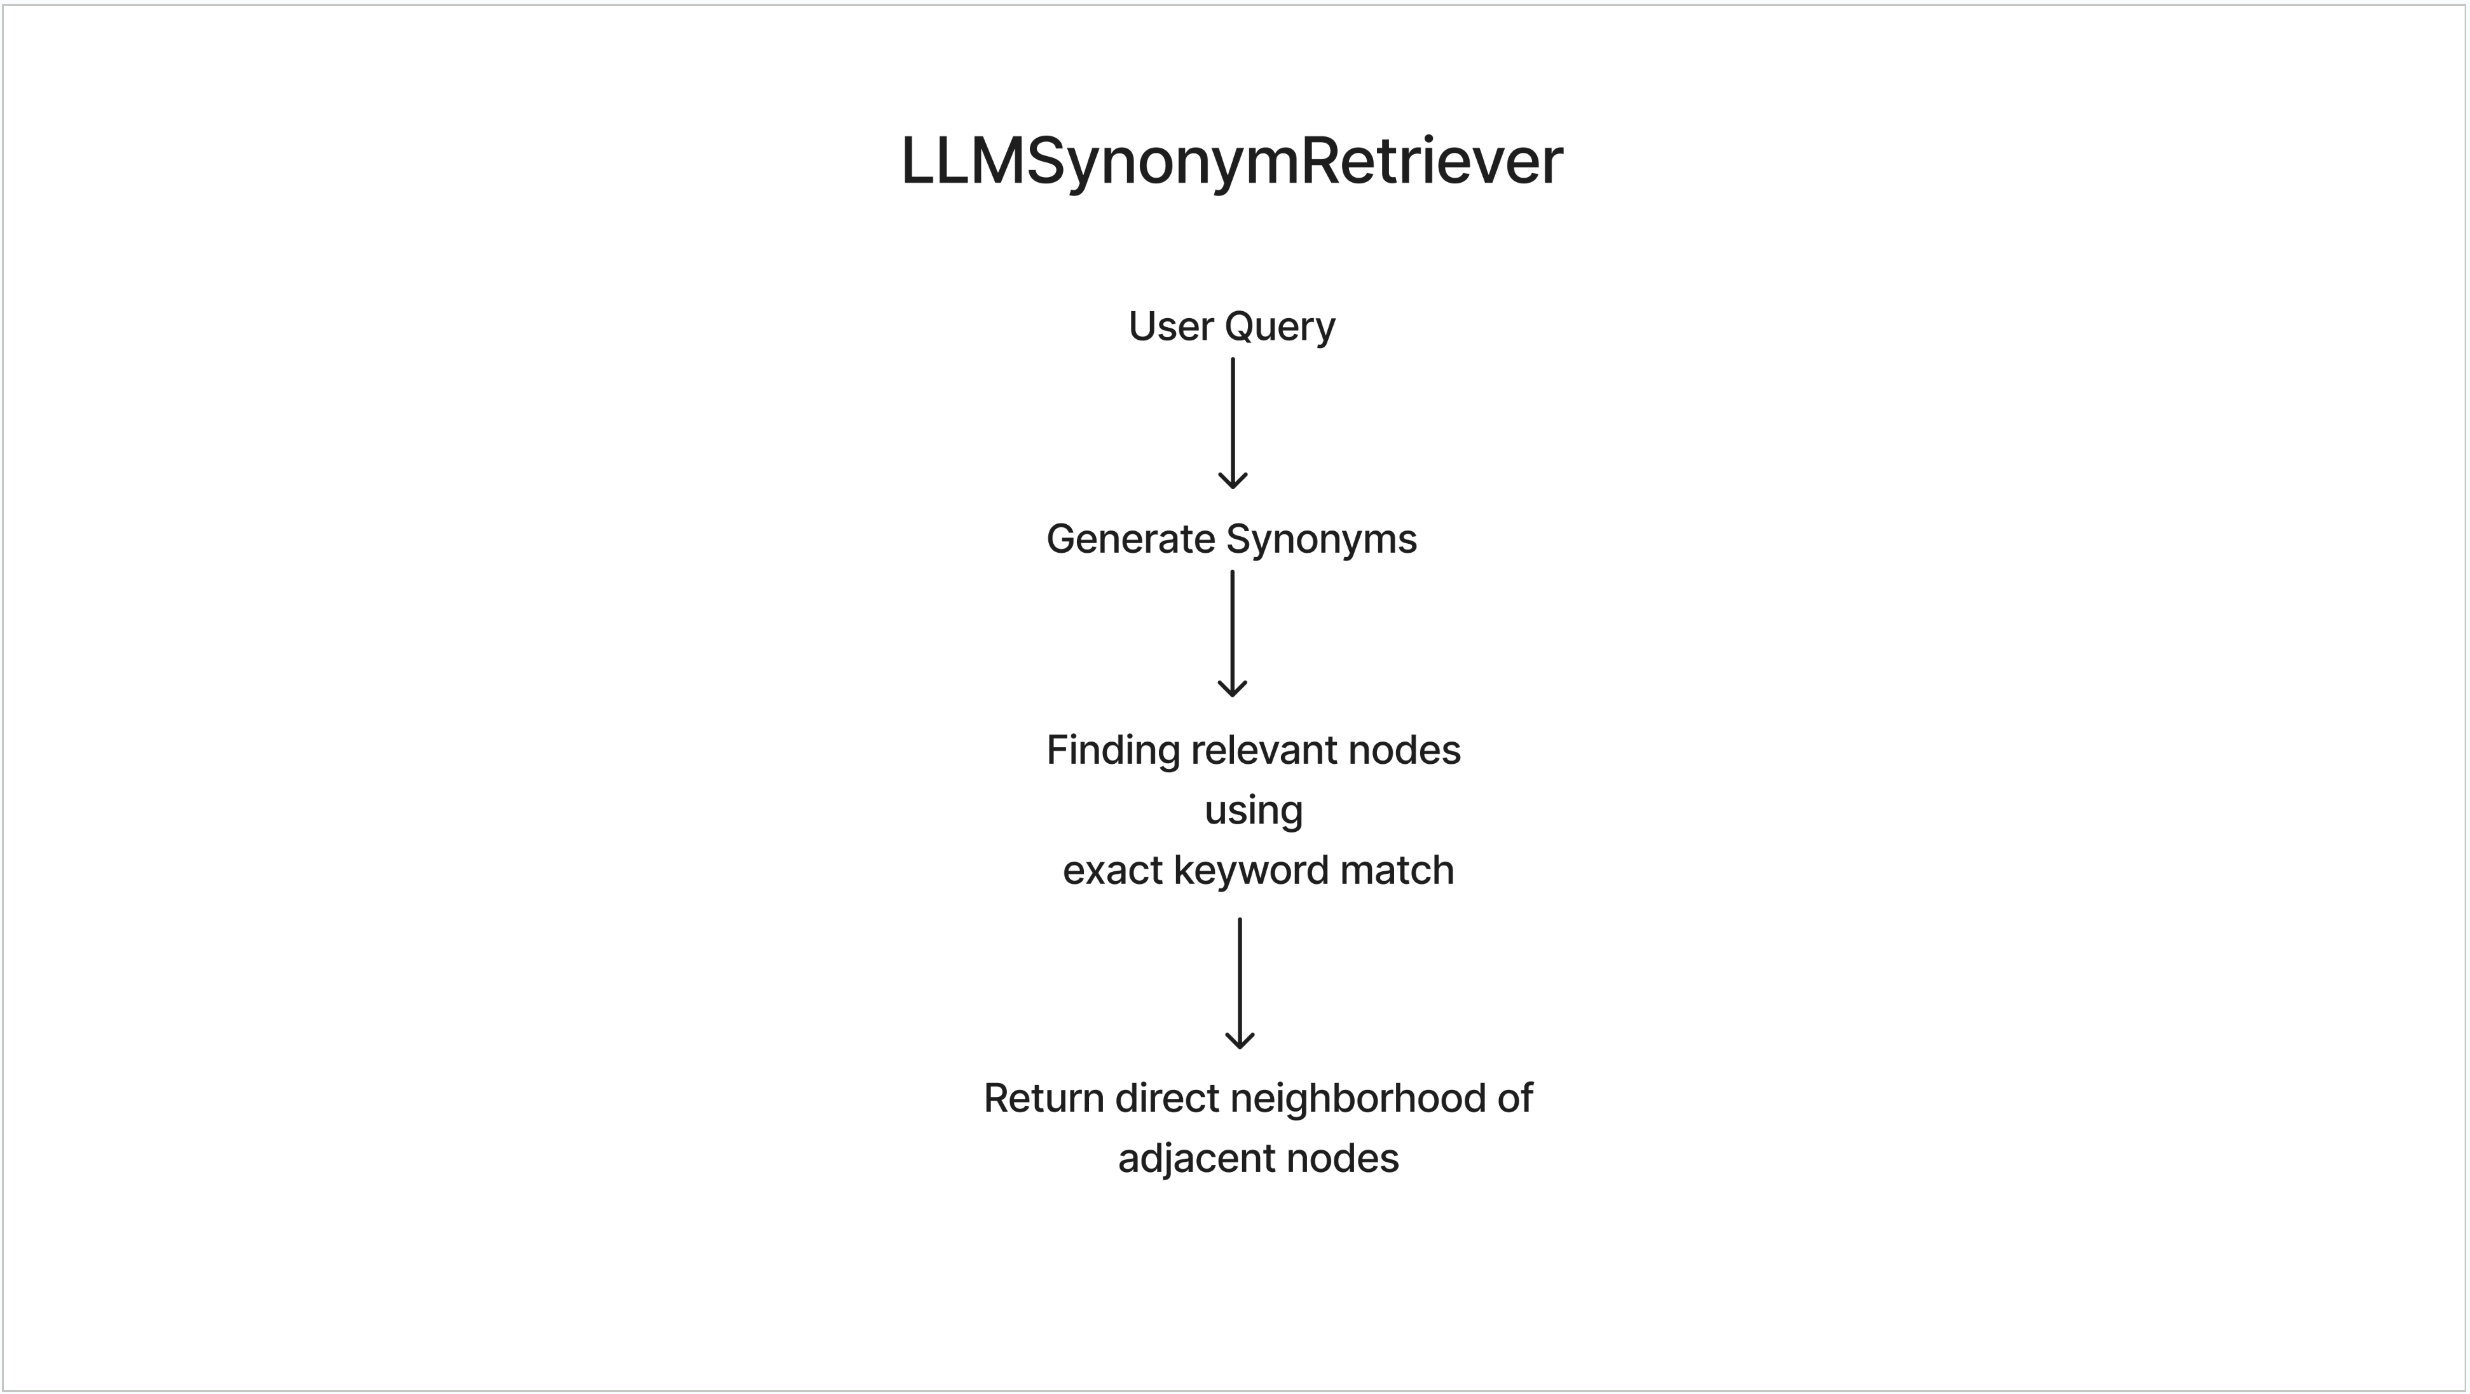 LLMSynonymRetriever
User Query
Generate Synonyms
Finding relevant nodes
using
exact keyword match
Return direct neighborhood of
adjacent nodes